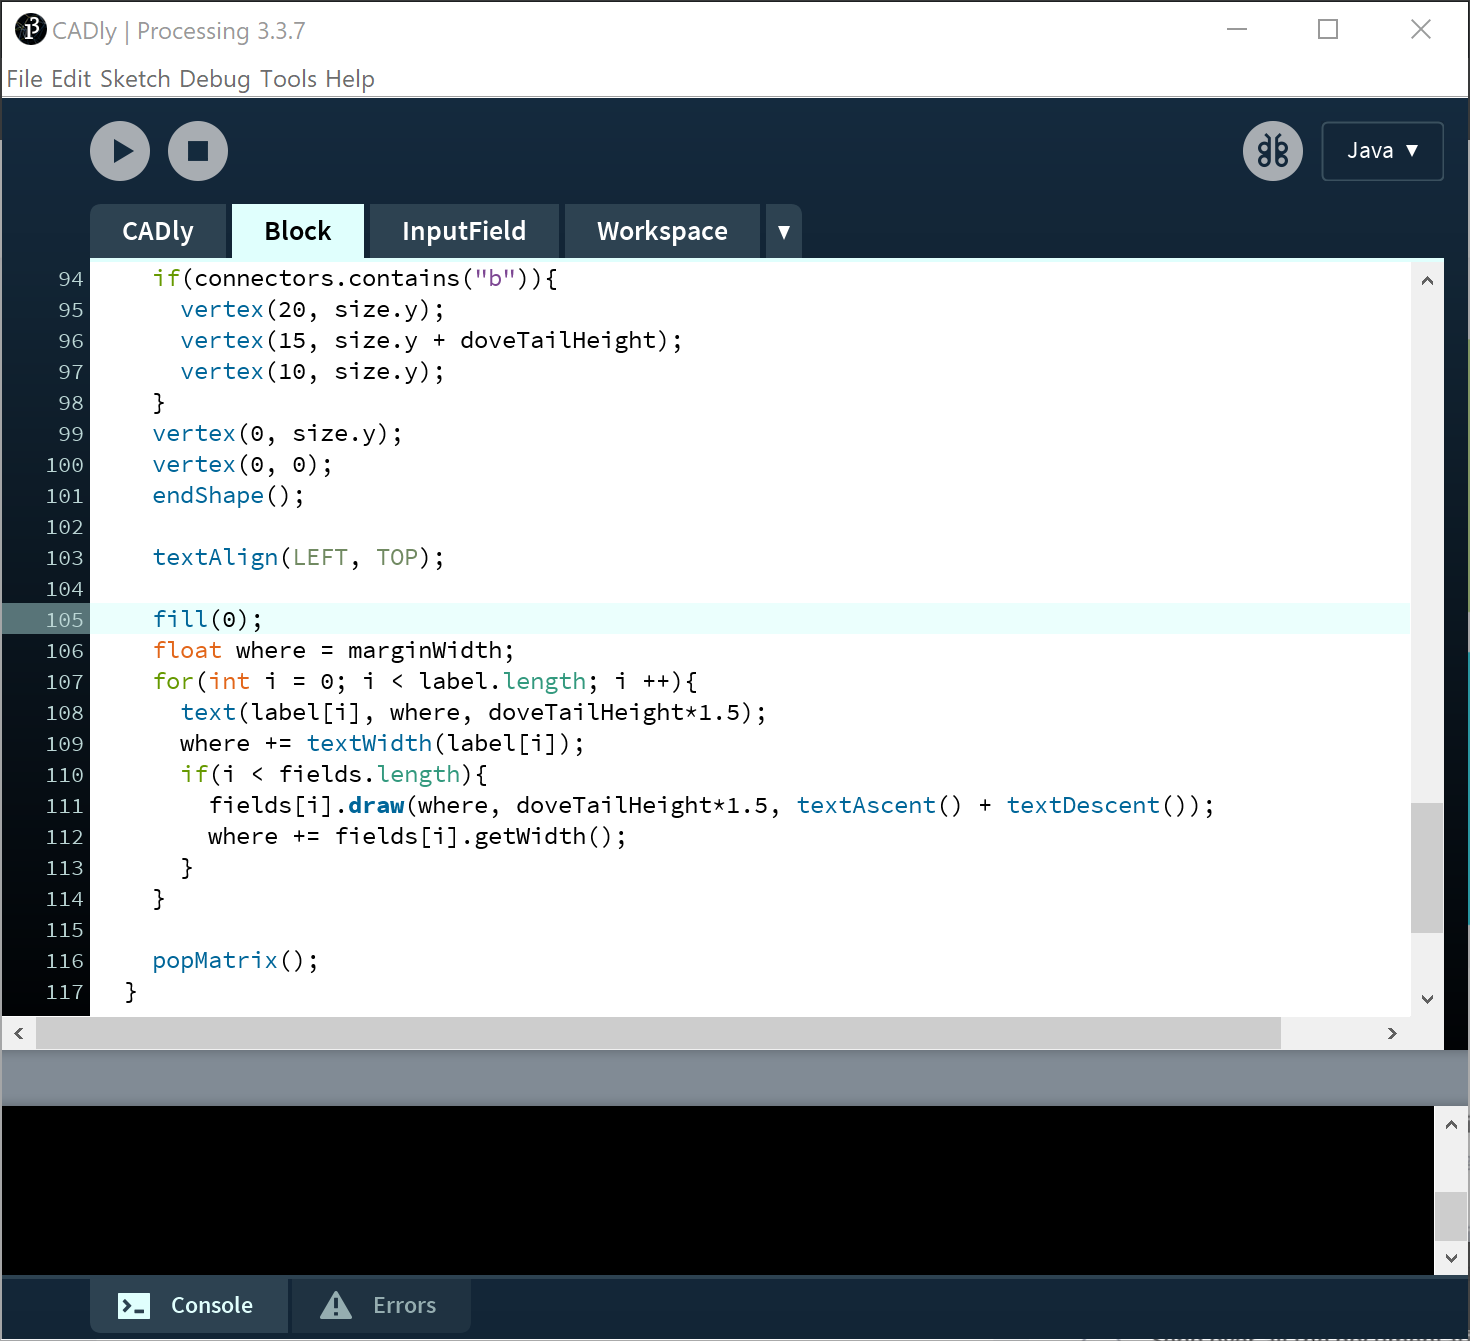 CADly | Processing 3.3.7
File Edit Sketch Debug Tools Help
Java ▼
CADly Block InputField Workspace ▼
94 if(connectors.contains("b")){
95 vertex(20, size.y);
96 vertex(15, size.y + doveTailHeight);
97 vertex(10, size.y);
98 }
99 vertex(0, size.y);
100 vertex(0, 0);
101 endShape();
102
103 textAlign(LEFT, TOP);
104
105 fill(0);
106 float where = marginWidth;
107 for(int i = 0; i < label.length; i ++){
108 text(label[i], where, doveTailHeight*1.5);
109 where += textWidth(label[i]);
110 if(i < fields.length){
111 fields[i].draw(where, doveTailHeight*1.5, textAscent() + textDescent());
112 where += fields[i].getWidth();
113 }
114 }
115
116 popMatrix();
117 }
Console Errors